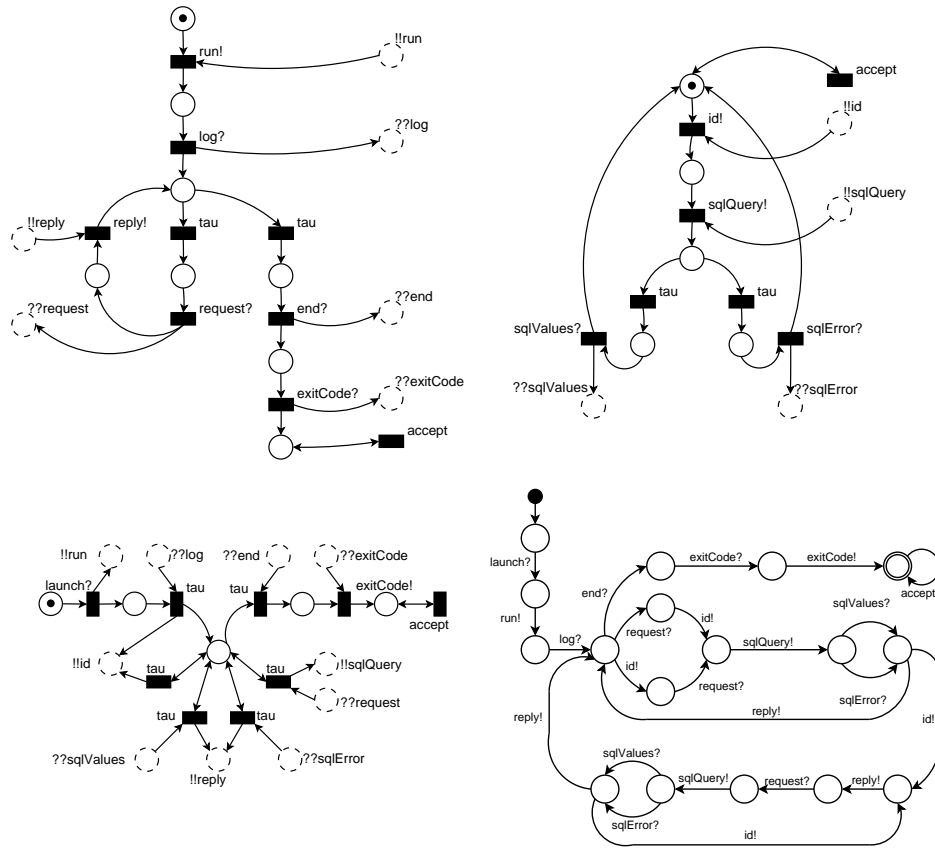 run!
!!run
log?
??log
!!reply
reply!
tau
tau
??request
request?
end?
??end
exitCode?
??exitCode
accept
accept
id!
!!id
sqlQuery!
!!sqlQuery
tau
tau
sqlValues?
sqlError?
??sqlValues
??sqlError
!!run
??log
??end
??exitCode
launch?
tau
tau
exitCode!
accept
!!id
tau
tau
!!sqlQuery
??request
tau
tau
??sqlValues
!!reply
??sqlError
launch?
run!
log?
end?
exitCode?
exitCode!
accept
request?
id!
id!
request?
sqlQuery!
sqlValues?
sqlError?
reply!
reply!
id!
sqlValues?
sqlError?
sqlQuery!
request?
reply!
id!